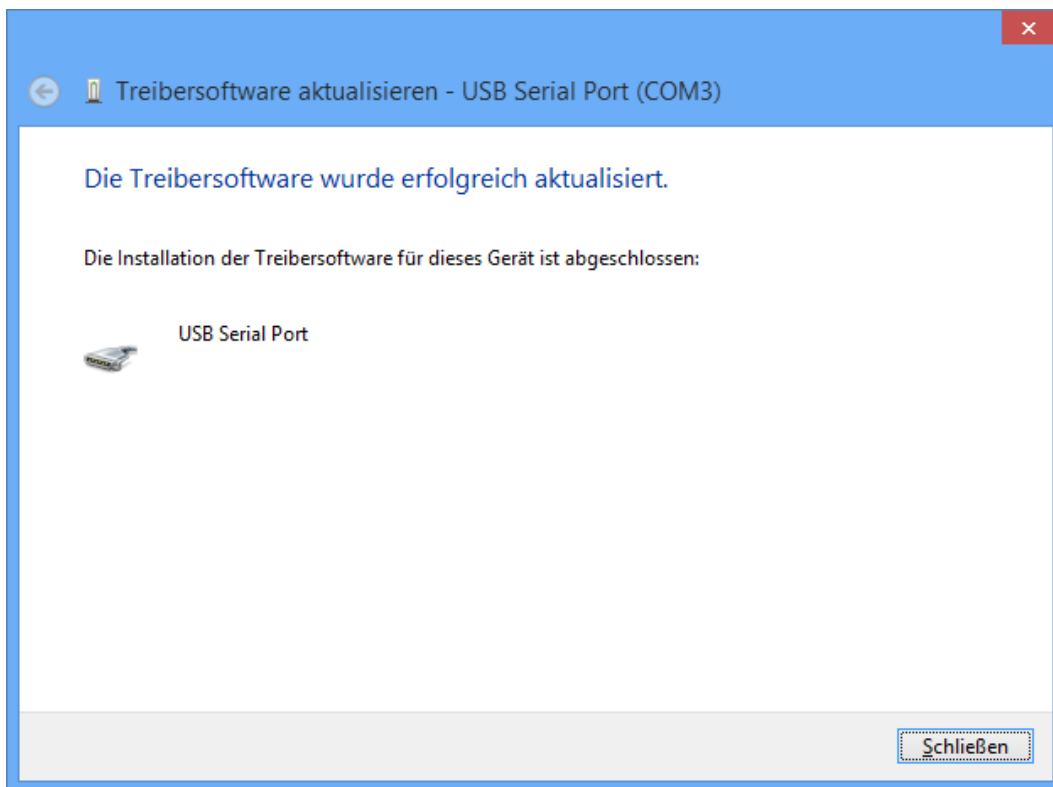 Treibersoftware aktualisieren - USB Serial Port (COM3)
Die Treibersoftware wurde erfolgreich aktualisiert.
Die Installation der Treibersoftware für dieses Gerät ist abgeschlossen:
USB Serial Port
Schließen